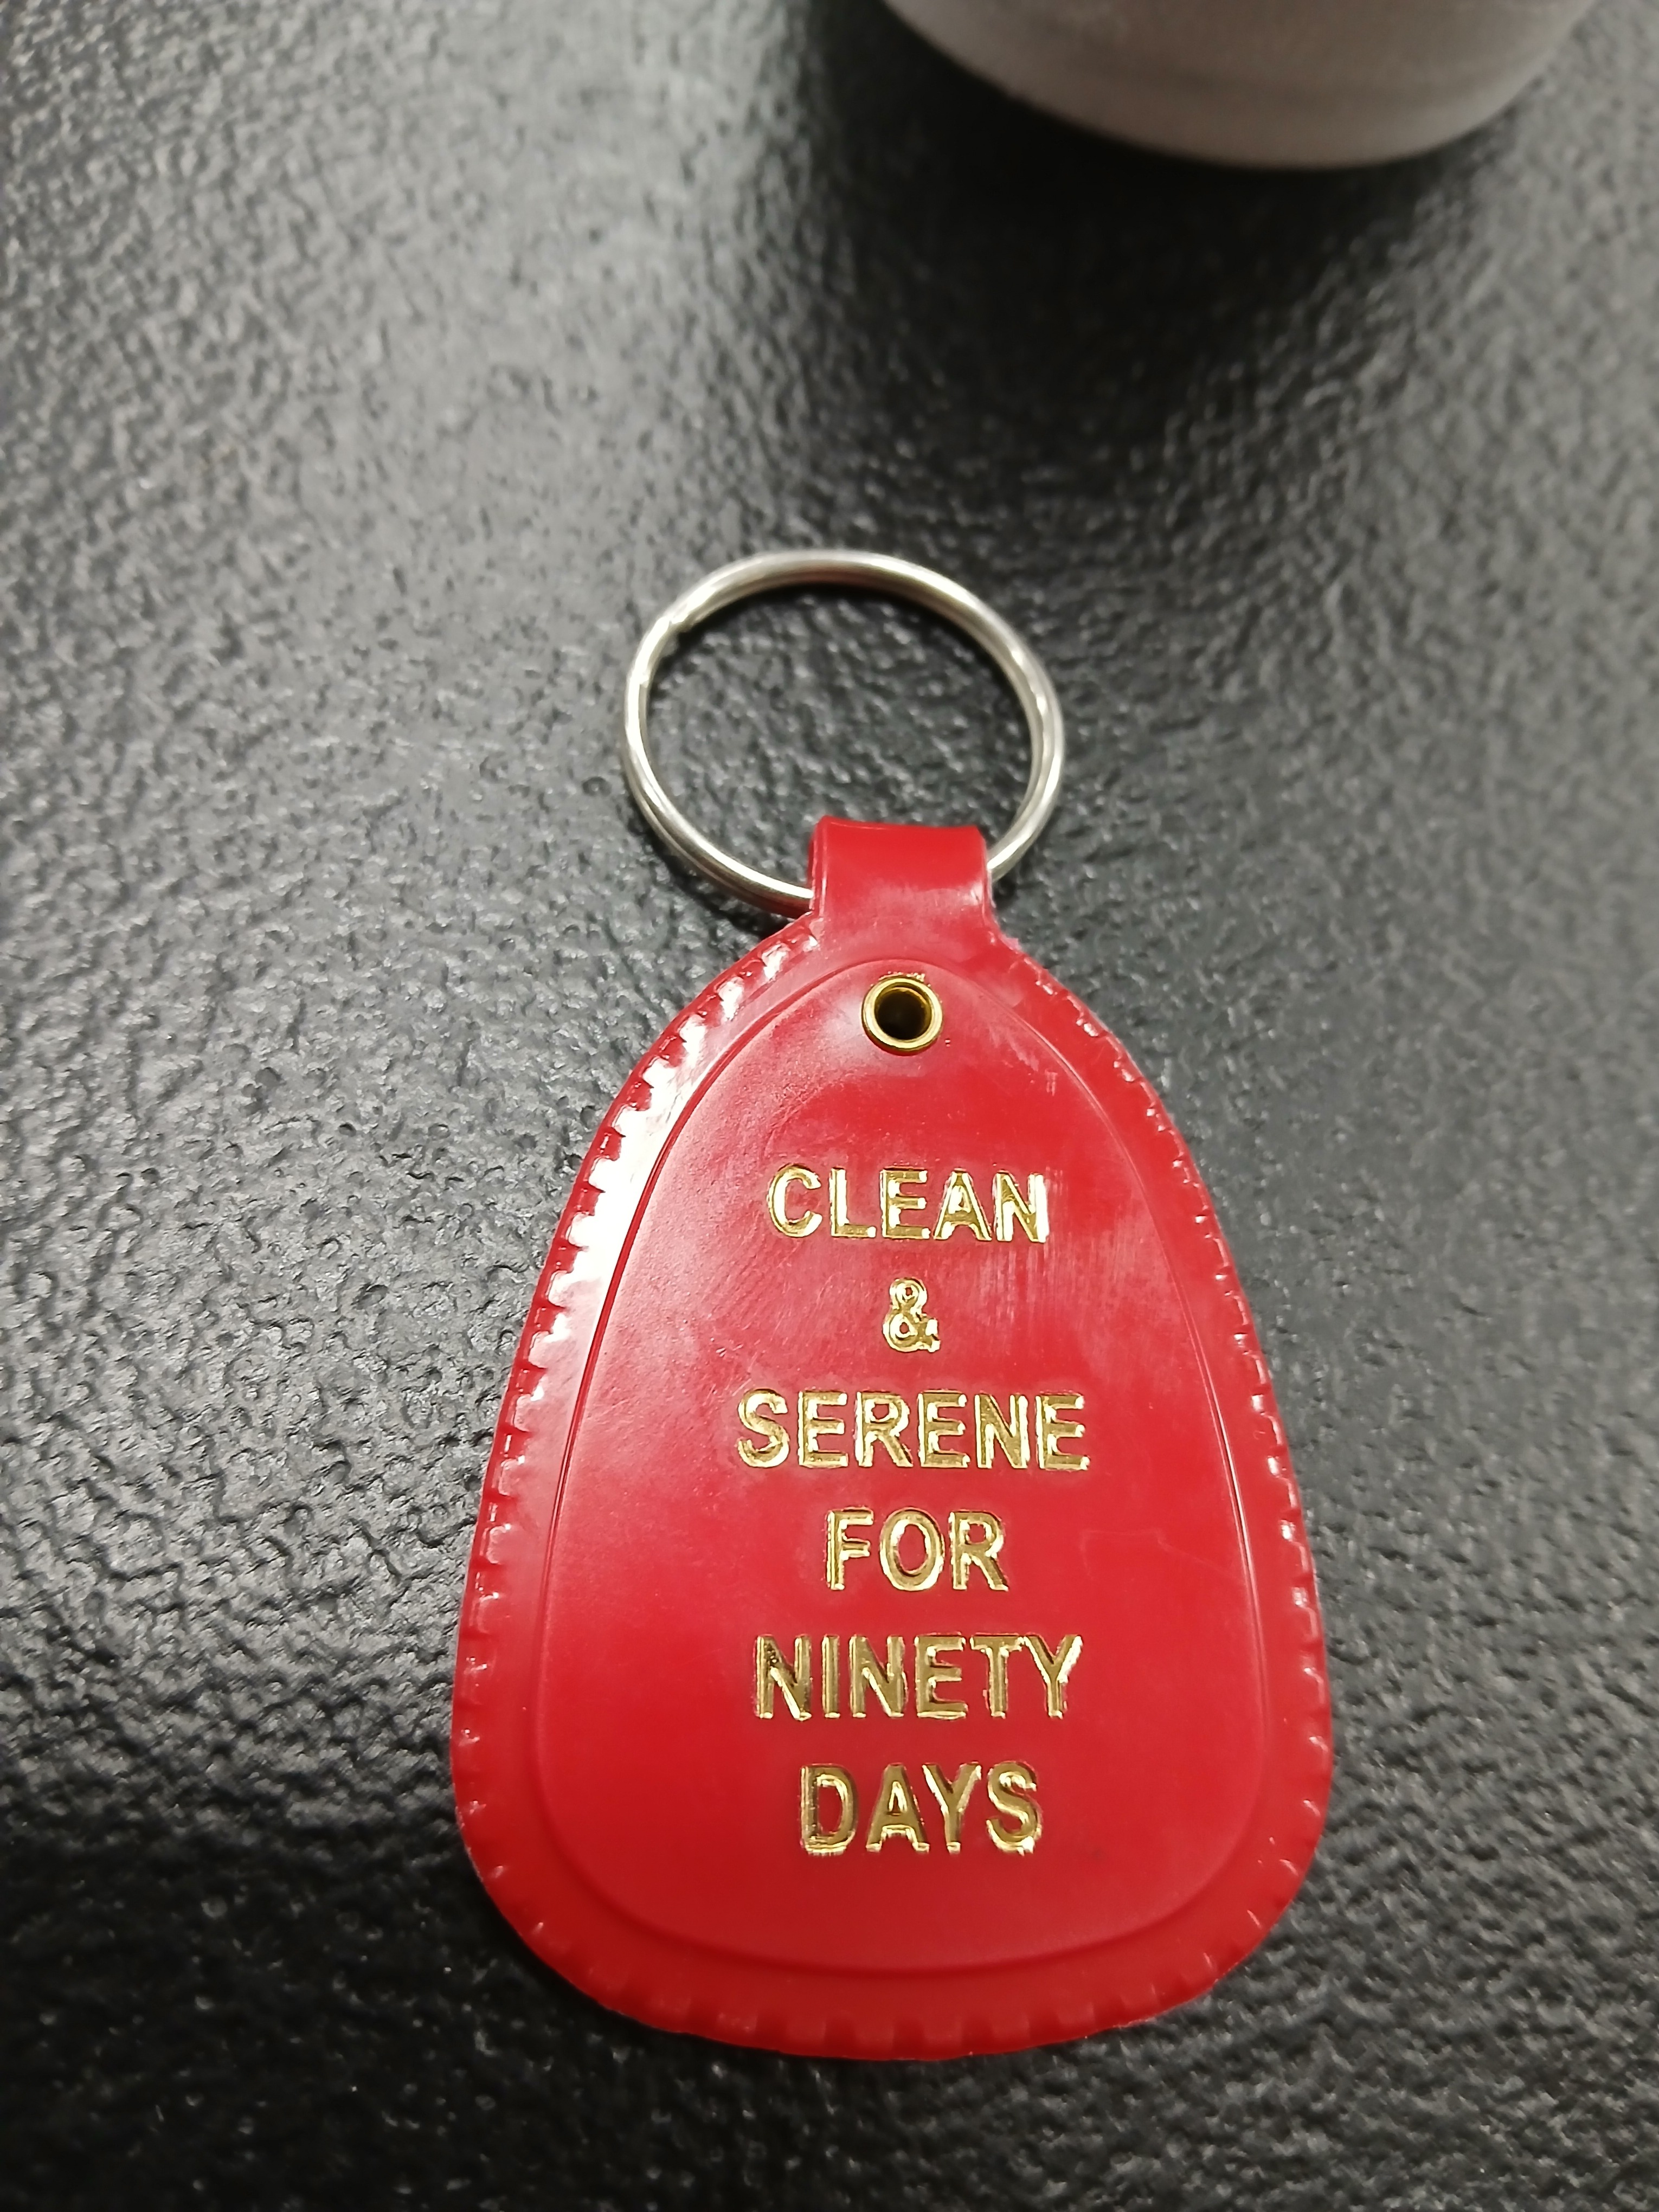 CLEAN
&
SERENE
FOR
NINETY
DAYS